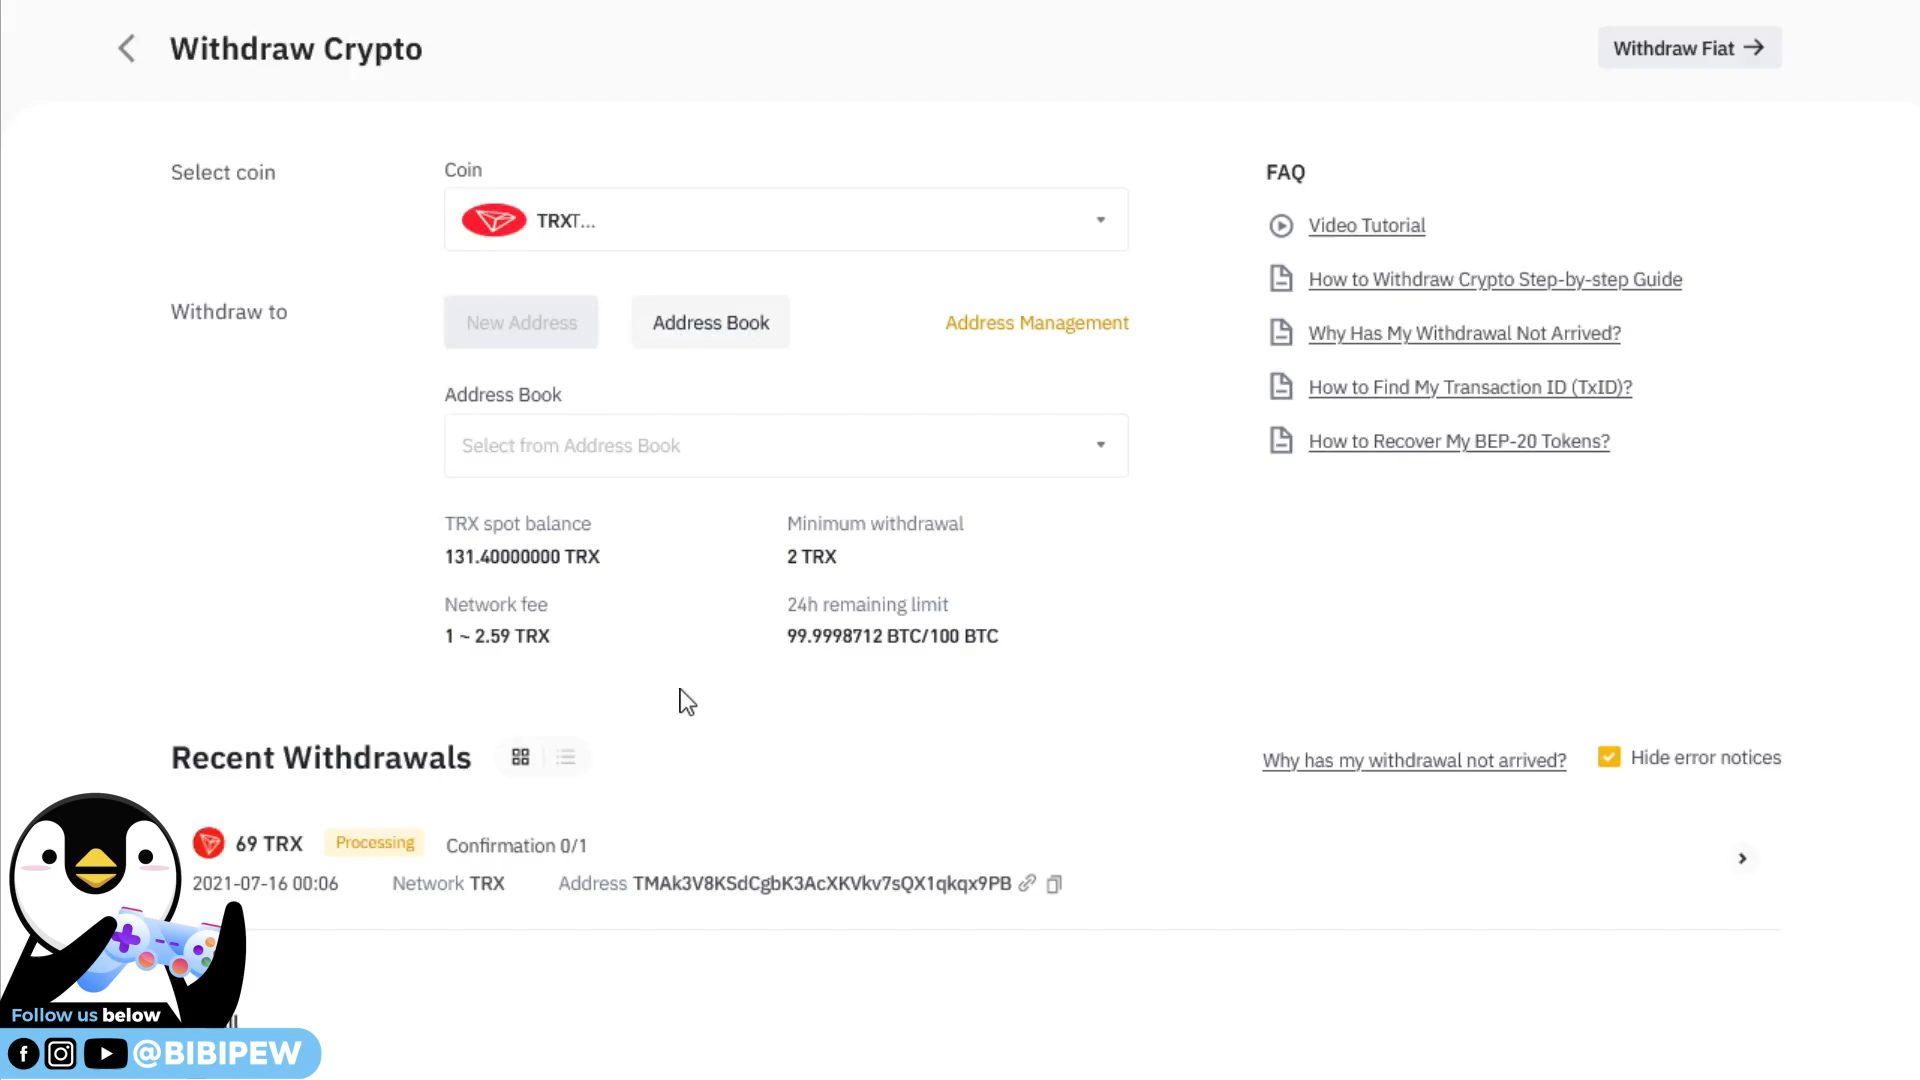 Withdraw Crypto
Withdraw Fiat
Select coin
Coin
TRXT...
Withdraw to
New Address
Address Book
Address Management
Address Book
Select from Address Book
TRX spot balance
131.40000000 TRX
Minimum withdrawal
2 TRX
Network fee
1 ~ 2.59 TRX
24h remaining limit
99.9998712 BTC/100 BTC
FAQ
Video Tutorial
How to Withdraw Crypto Step-by-step Guide
Why Has My Withdrawal Not Arrived?
How to Find My Transaction ID (TxID)?
How to Recover My BEP-20 Tokens?
Recent Withdrawals
Why has my withdrawal not arrived?
Hide error notices
69 TRX
Processing
Confirmation 0/1
2021-07-16 00:06
Network TRX
Address TMAk3V8KSdCgbK3AcXKVkv7sQX1qkqx9PB
Follow us below
@BIBIPEW